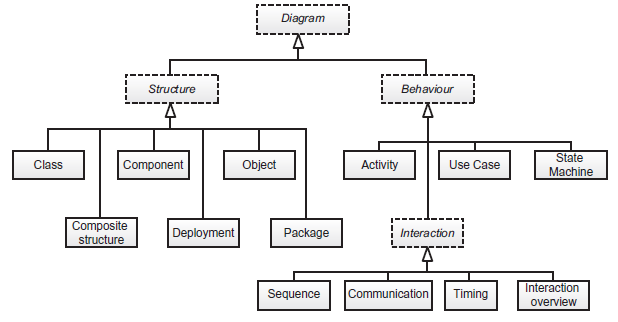 Diagram
Structure
Behaviour
Class
Component
Object
Activity
Use Case
State
Machine
Composite
structure
Deployment
Package
Interaction
Sequence
Communication
Timing
Interaction
overview